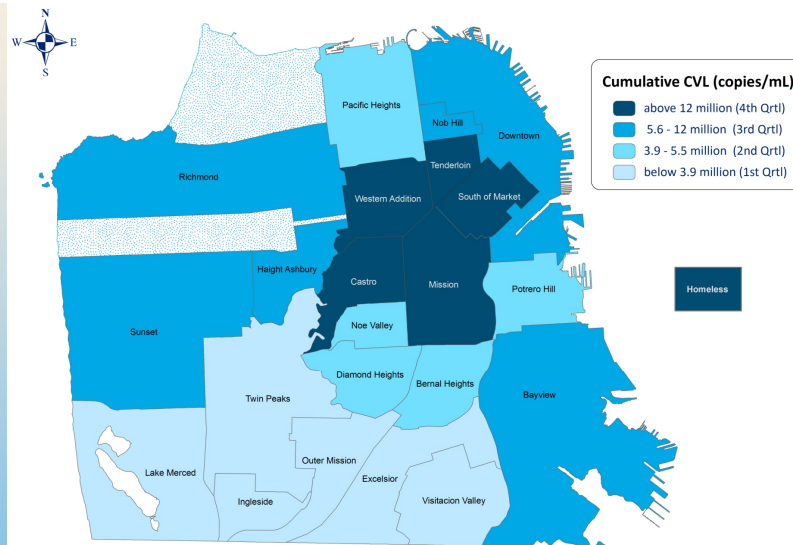 N
W E
S
Cumulative CVL (copies/mL)
above 12 million (4th Qrtl)
5.6 - 12 million (3rd Qrtl)
3.9 - 5.5 million (2nd Qrtl)
below 3.9 million (1st Qrtl)
Pacific Heights
Nob Hill
Downtown
Tenderloin
Richmond
Western Addition
South of Market
Haight Ashbury
Castro
Mission
Potrero Hill
Homeless
Sunset
Noe Valley
Diamond Heights
Bernal Heights
Bayview
Twin Peaks
Outer Mission
Lake Merced
Excelsior
Ingleside
Visitacion Valley